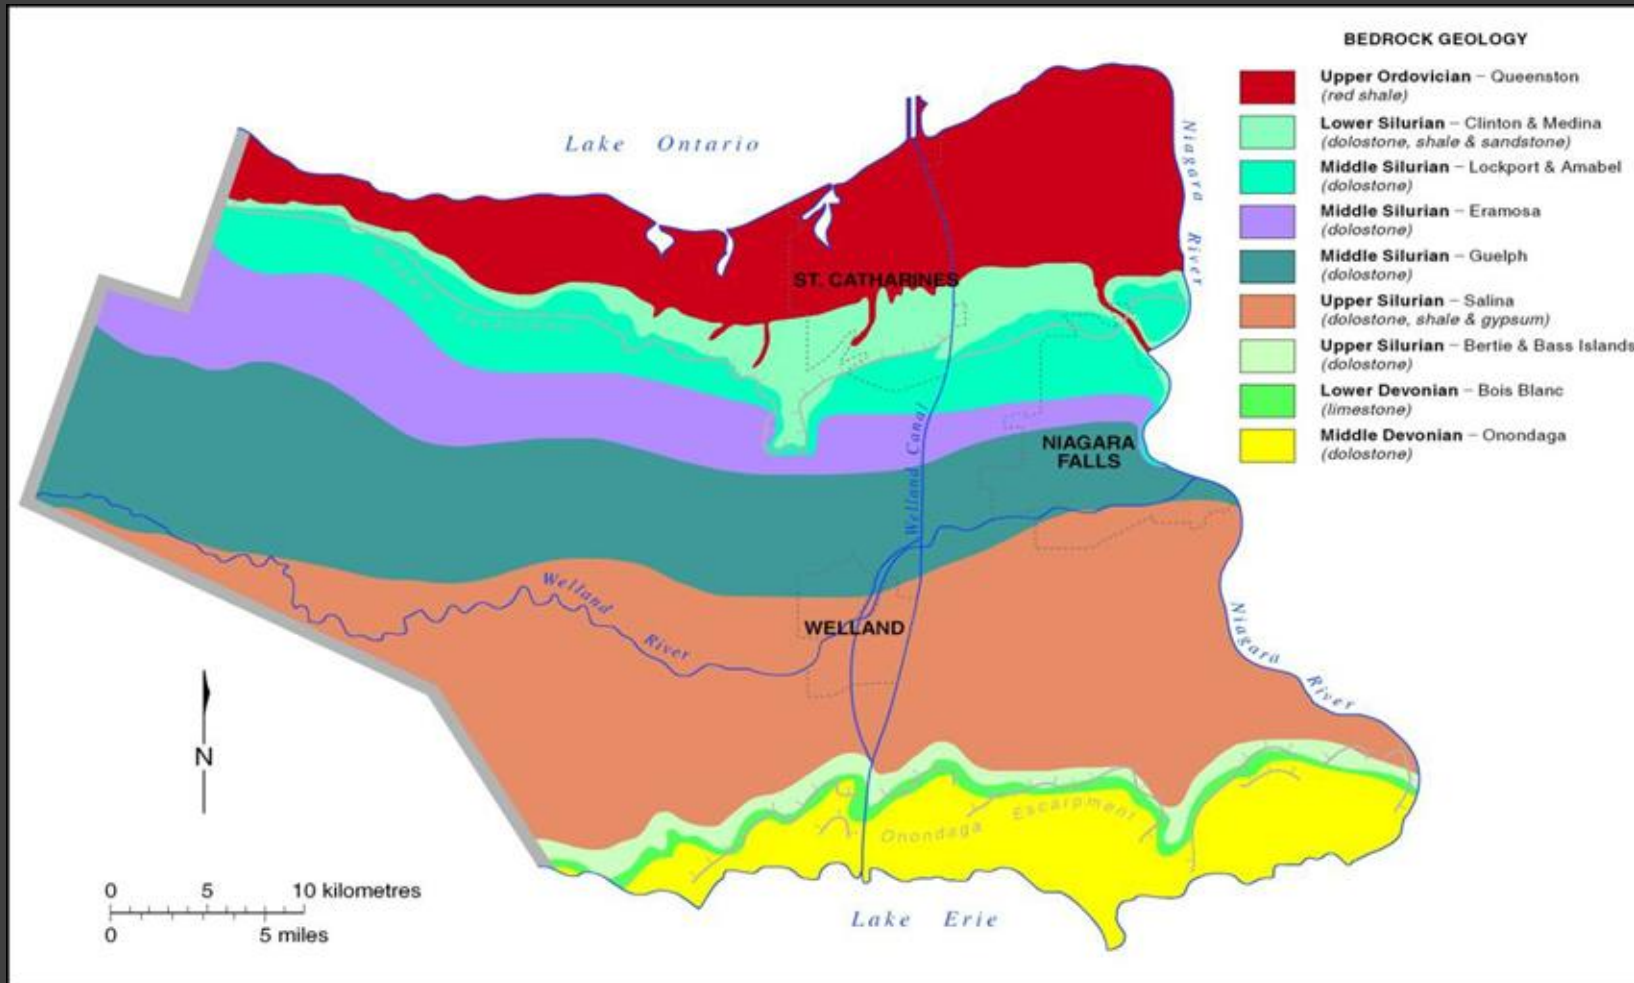 BEDROCK GEOLOGY
Upper Ordovician – Queenston
(red shale)
Lower Silurian – Clinton & Medina
(dolostone, shale & sandstone)
Middle Silurian – Lockport & Amabel
(dolostone)
Middle Silurian – Eramosa
(dolostone)
Middle Silurian – Guelph
(dolostone)
Upper Silurian – Salina
(dolostone, shale & gypsum)
Upper Silurian – Bertie & Bass Islands
(dolostone)
Lower Devonian – Bois Blanc
(limestone)
Middle Devonian – Onondaga
(dolostone)
Lake Ontario
Niagara River
ST. CATHARINES
Welland Canal
NIAGARA
FALLS
Welland River
WELLAND
Niagara River
Onondaga Escarpment
Lake Erie
N
0 5 10 kilometres
0 5 miles